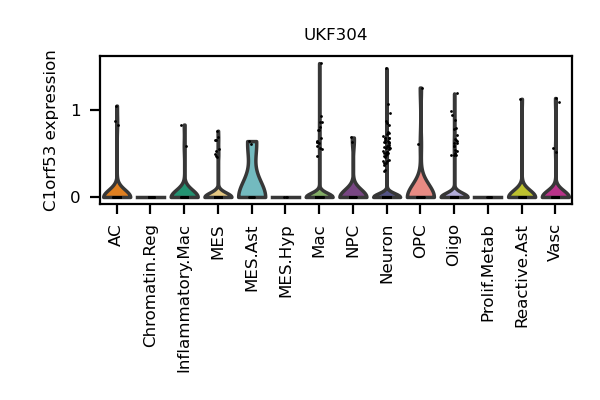 UKF304
C1orf53 expression
1
0
AC
Chromatin.Reg
Inflammatory.Mac
MES
MES.Ast
MES.Hyp
Mac
NPC
Neuron
OPC
Oligo
Prolif.Metab
Reactive.Ast
Vasc